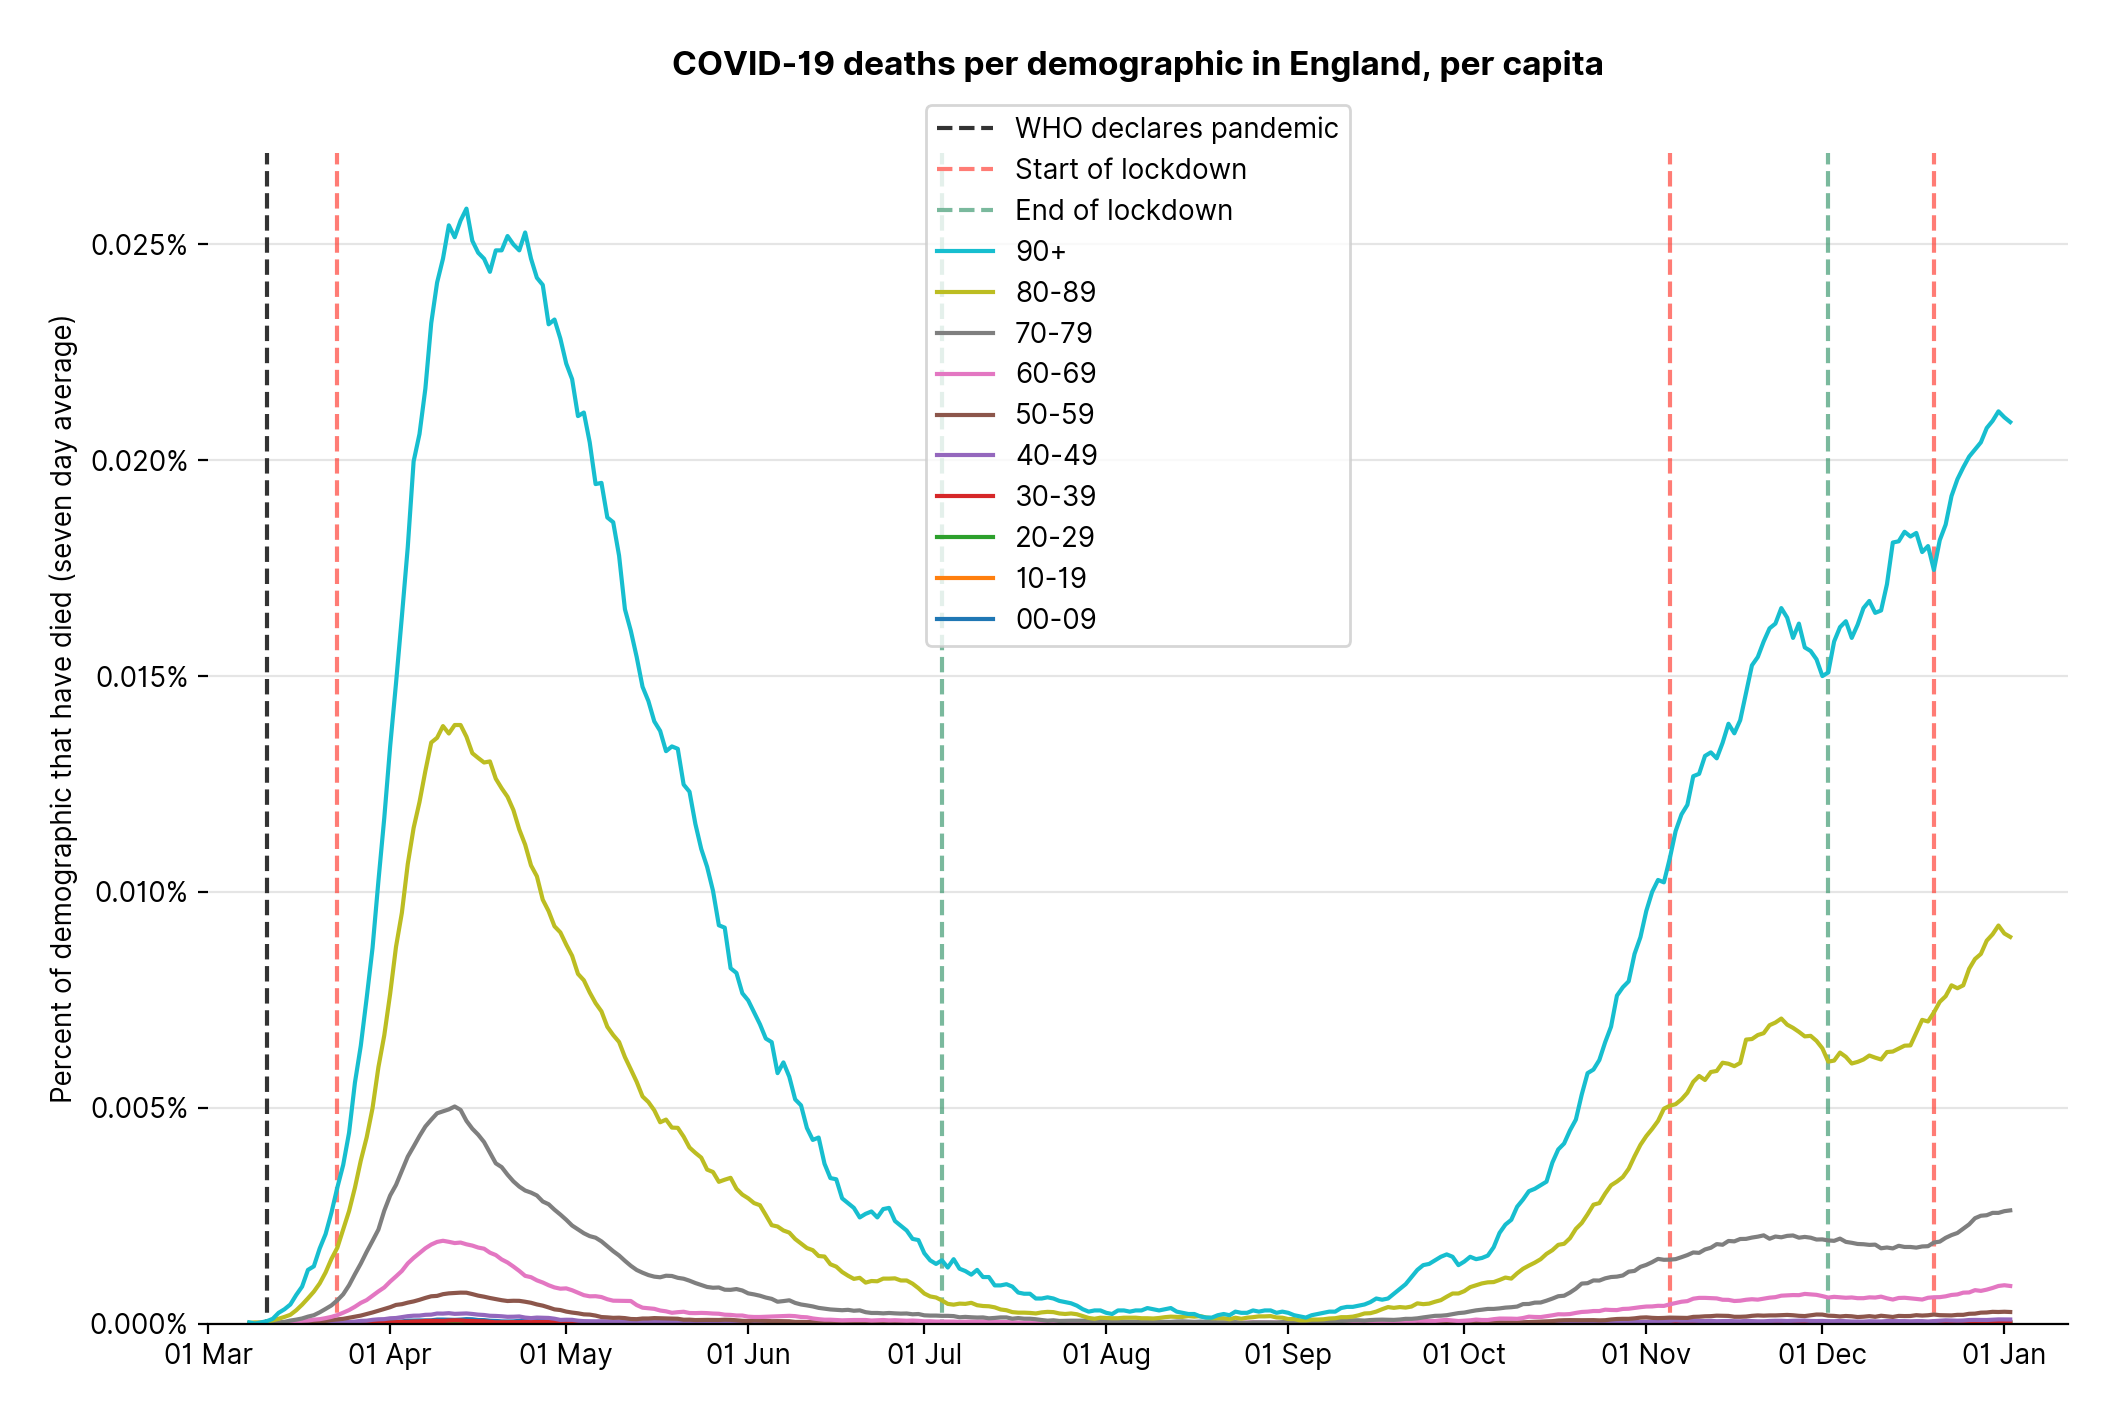 COVID-19 deaths per demographic in England, per capita
WHO declares pandemic
Start of lockdown
End of lockdown
90+
80-89
70-79
60-69
50-59
40-49
30-39
20-29
10-19
00-09
Percent of demographic that have died (seven day average)
0.025%
0.020%
0.015%
0.010%
0.005%
0.000%
01 Mar
01 Apr
01 May
01 Jun
01 Jul
01 Aug
01 Sep
01 Oct
01 Nov
01 Dec
01 Jan